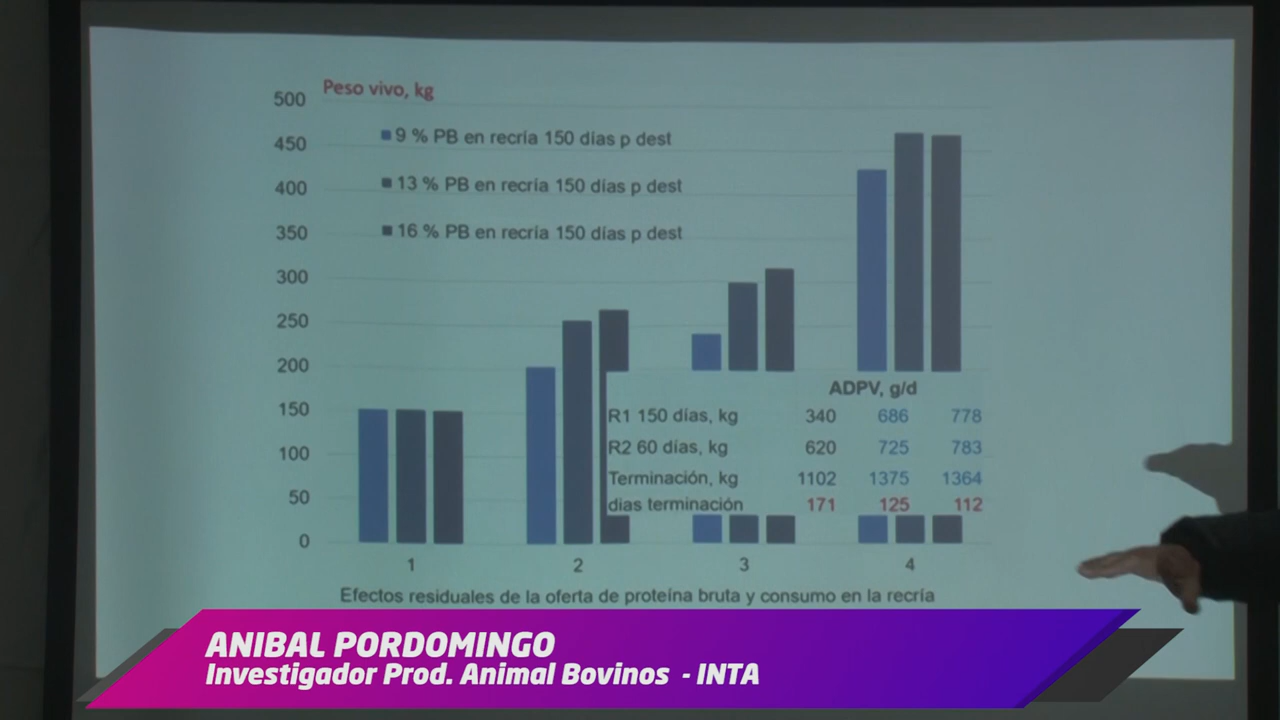 Peso vivo, kg
500
450
400
350
300
250
200
150
100
50
0
9 % PB en recría 150 días p dest
13 % PB en recría 150 días p dest
16 % PB en recría 150 días p dest
ADPV, g/d
R1 150 días, kg 340 686 778
R2 60 días, kg 620 725 783
Terminación, kg 1102 1375 1364
dias terminación 171 125 112
1 2 3 4
Efectos residuales de la oferta de proteína bruta y consumo en la recría
ANIBAL PORDOMINGO
Investigador Prod. Animal Bovinos - INTA